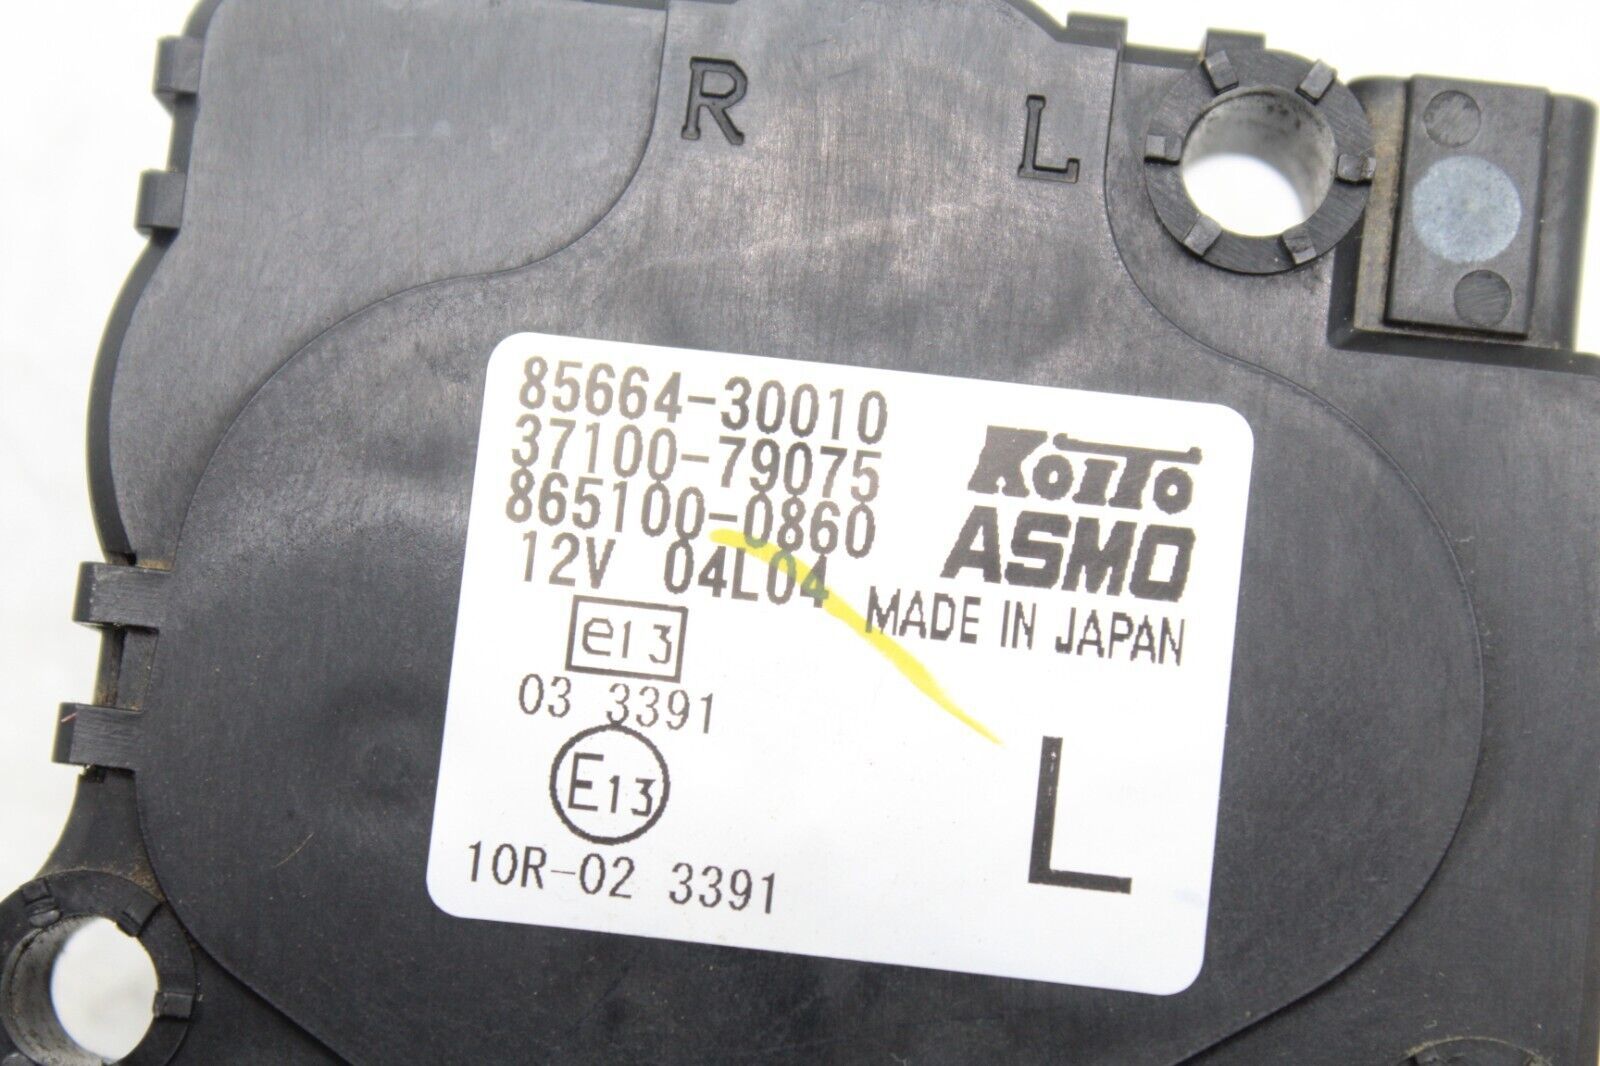 R L
85664-30010
37100-79075
865100-0860
12V 04L04
KOITO
ASMO
MADE IN JAPAN
e13
03 3391
E13
10R-02 3391
L